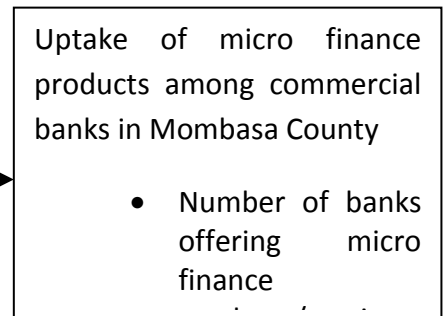 Uptake of micro finance
products among commercial
banks in Mombasa County
• Number of banks
offering micro
finance